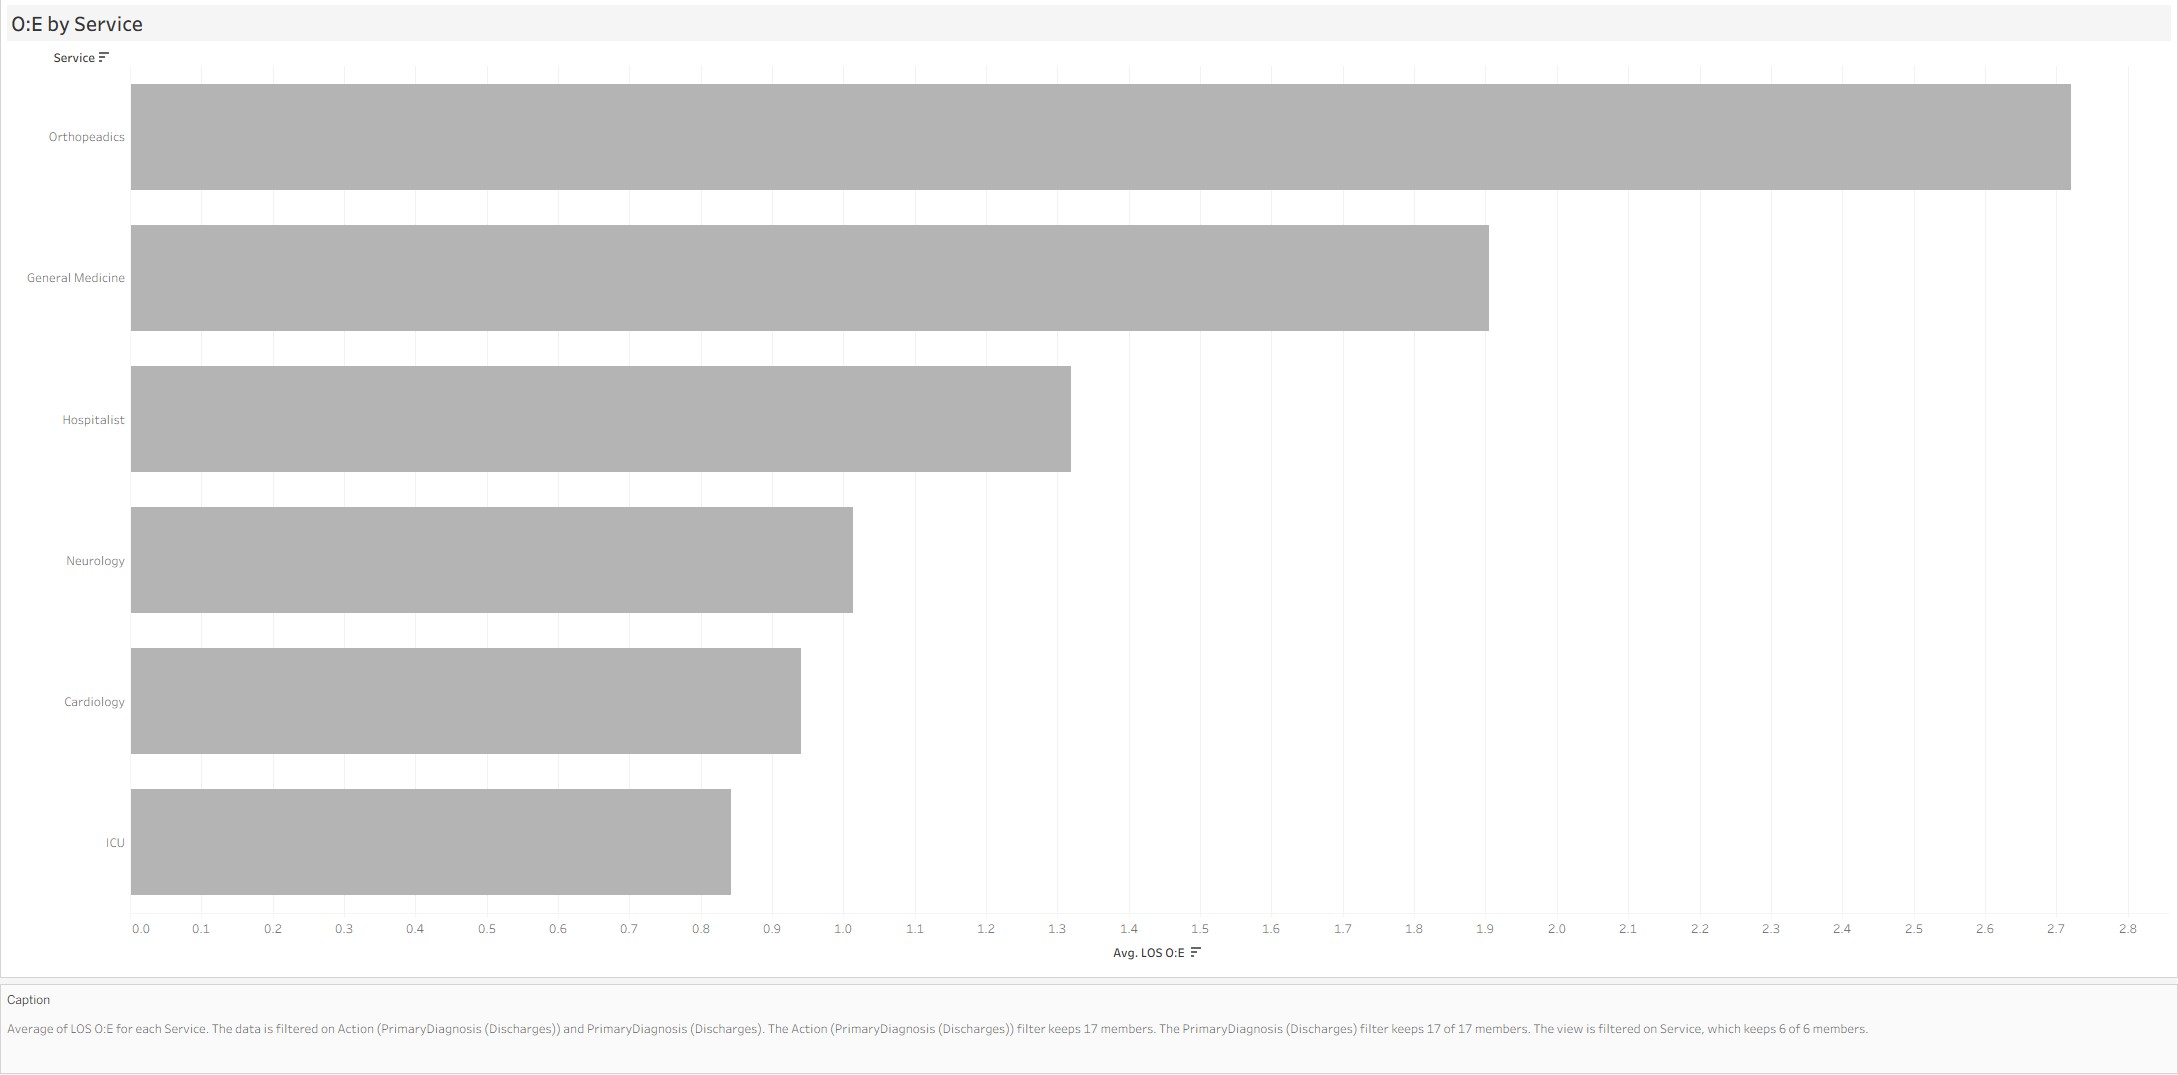 O:E by Service
Service
Orthopeadics
General Medicine
Hospitalist
Neurology
Cardiology
ICU
0.0 0.1 0.2 0.3 0.4 0.5 0.6 0.7 0.8 0.9 1.0 1.1 1.2 1.3 1.4 1.5 1.6 1.7 1.8 1.9 2.0 2.1 2.2 2.3 2.4 2.5 2.6 2.7 2.8
Avg. LOS O:E
Caption
Average of LOS O:E for each Service. The data is filtered on Action (PrimaryDiagnosis (Discharges)) and PrimaryDiagnosis (Discharges). The Action (PrimaryDiagnosis (Discharges)) filter keeps 17 members. The PrimaryDiagnosis (Discharges) filter keeps 17 of 17 members. The view is filtered on Service, which keeps 6 of 6 members.